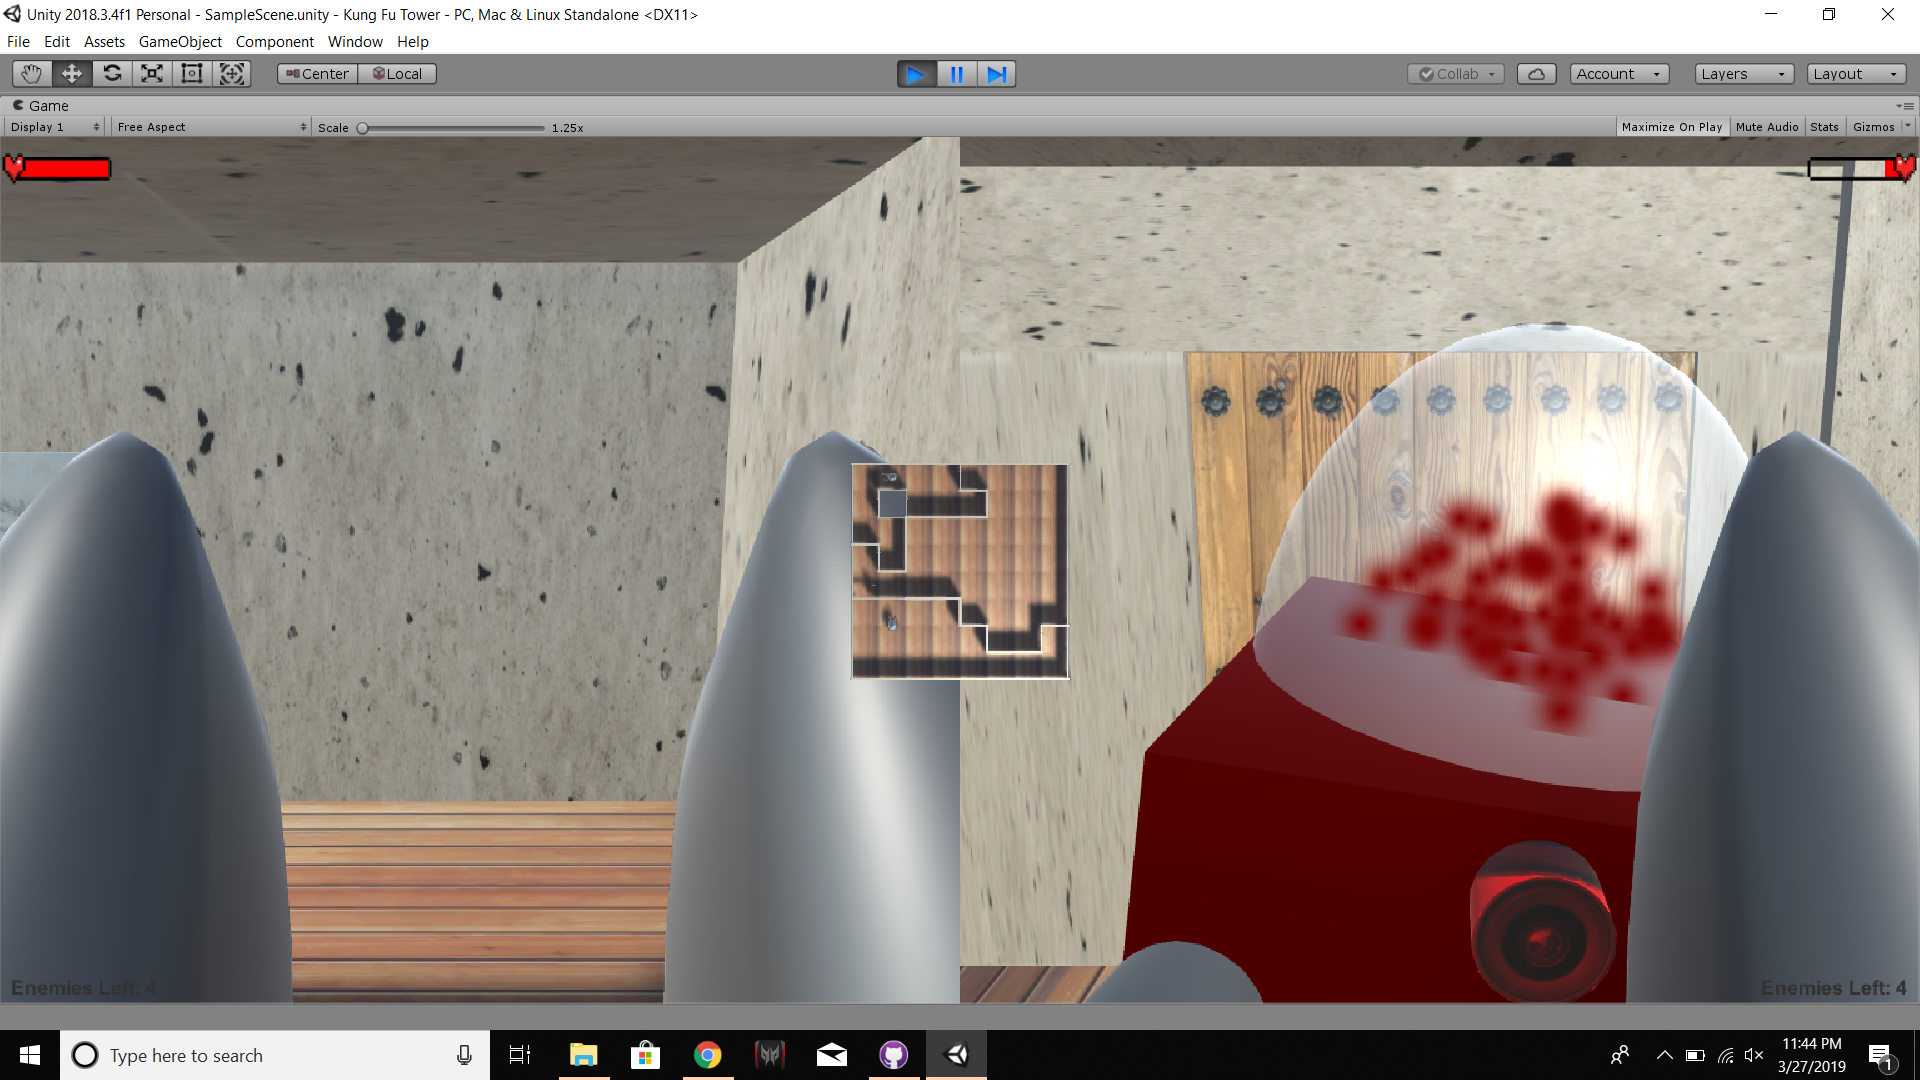 Unity 2018.3.4f1 Personal - SampleScene.unity - Kung Fu Tower - PC, Mac & Linux Standalone <DX11>
File Edit Assets GameObject Component Window Help
Center Local Collab Account Layers Layout
Game
Display 1 Free Aspect Scale 1.25x Maximize On Play Mute Audio Stats Gizmos
Enemies Left: 4 Enemies Left: 4
Type here to search
11:44 PM
3/27/2019
1